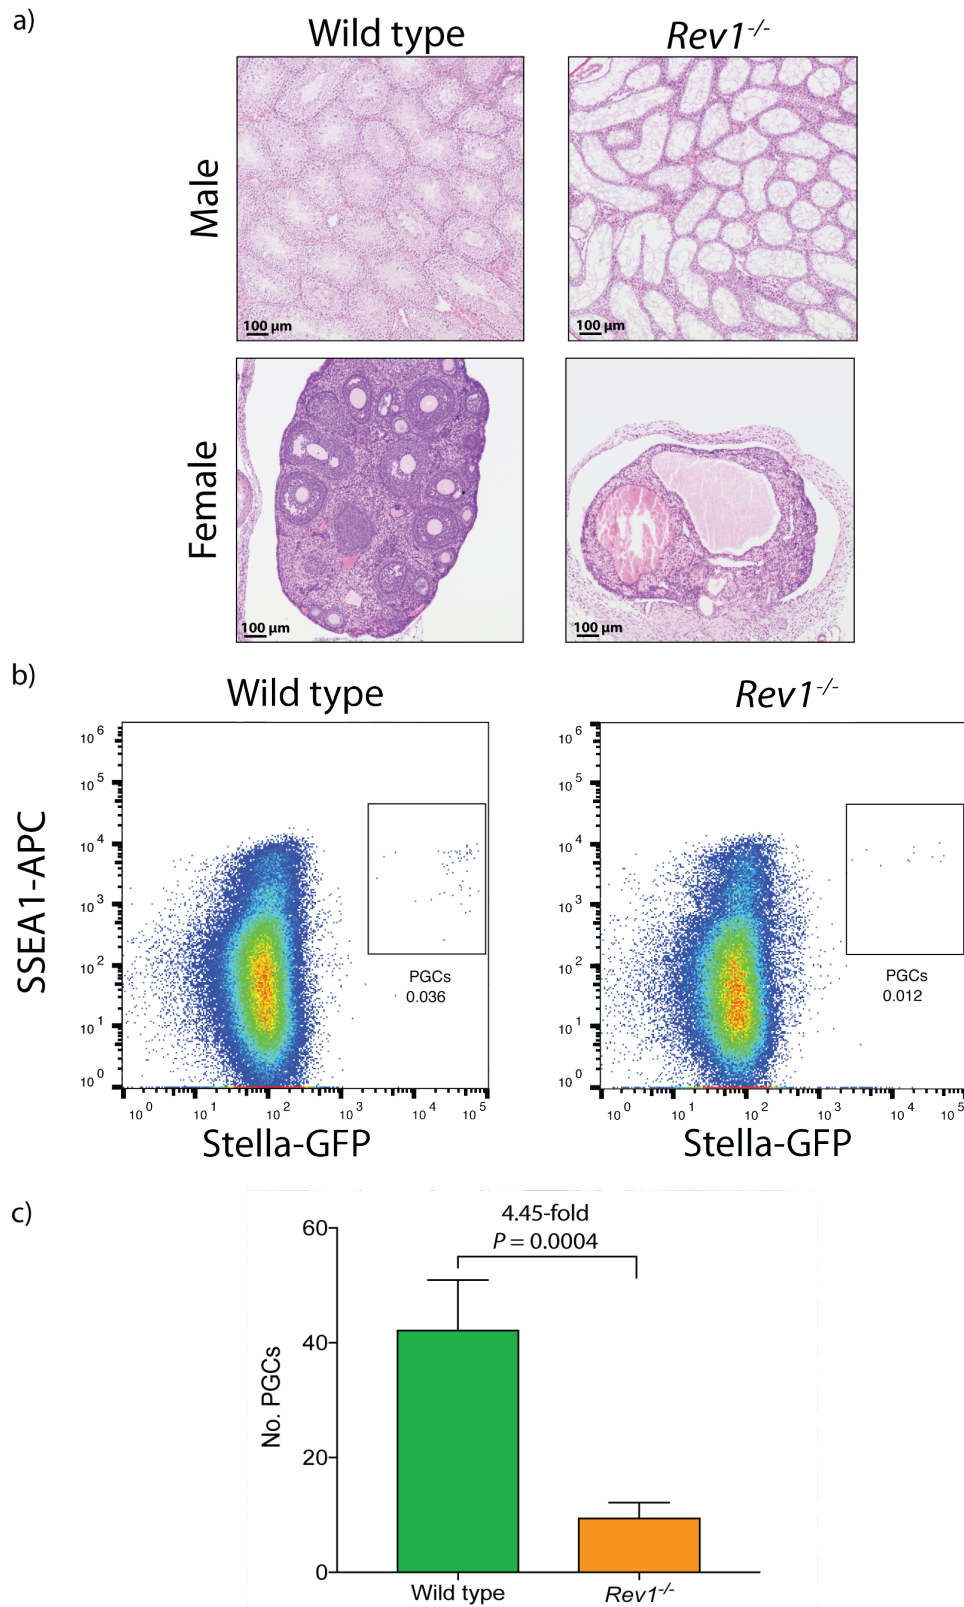 a)
Wild type
Rev1-/-
Male
100 µm
100 µm
Female
100 µm
100 µm
b)
Wild type
Rev1-/-
SSEA1-APC
10 6
10 5
10 4
10 3
10 2
10 1
10 0
PGCs
0.036
10 0
10 1
10 2
10 3
10 4
10 5
Stella-GFP
10 6
10 5
10 4
10 3
10 2
10 1
10 0
PGCs
0.012
10 0
10 1
10 2
10 3
10 4
10 5
Stella-GFP
c)
4.45-fold
P = 0.0004
No. PGCs
60
40
20
0
Wild type
Rev1-/-